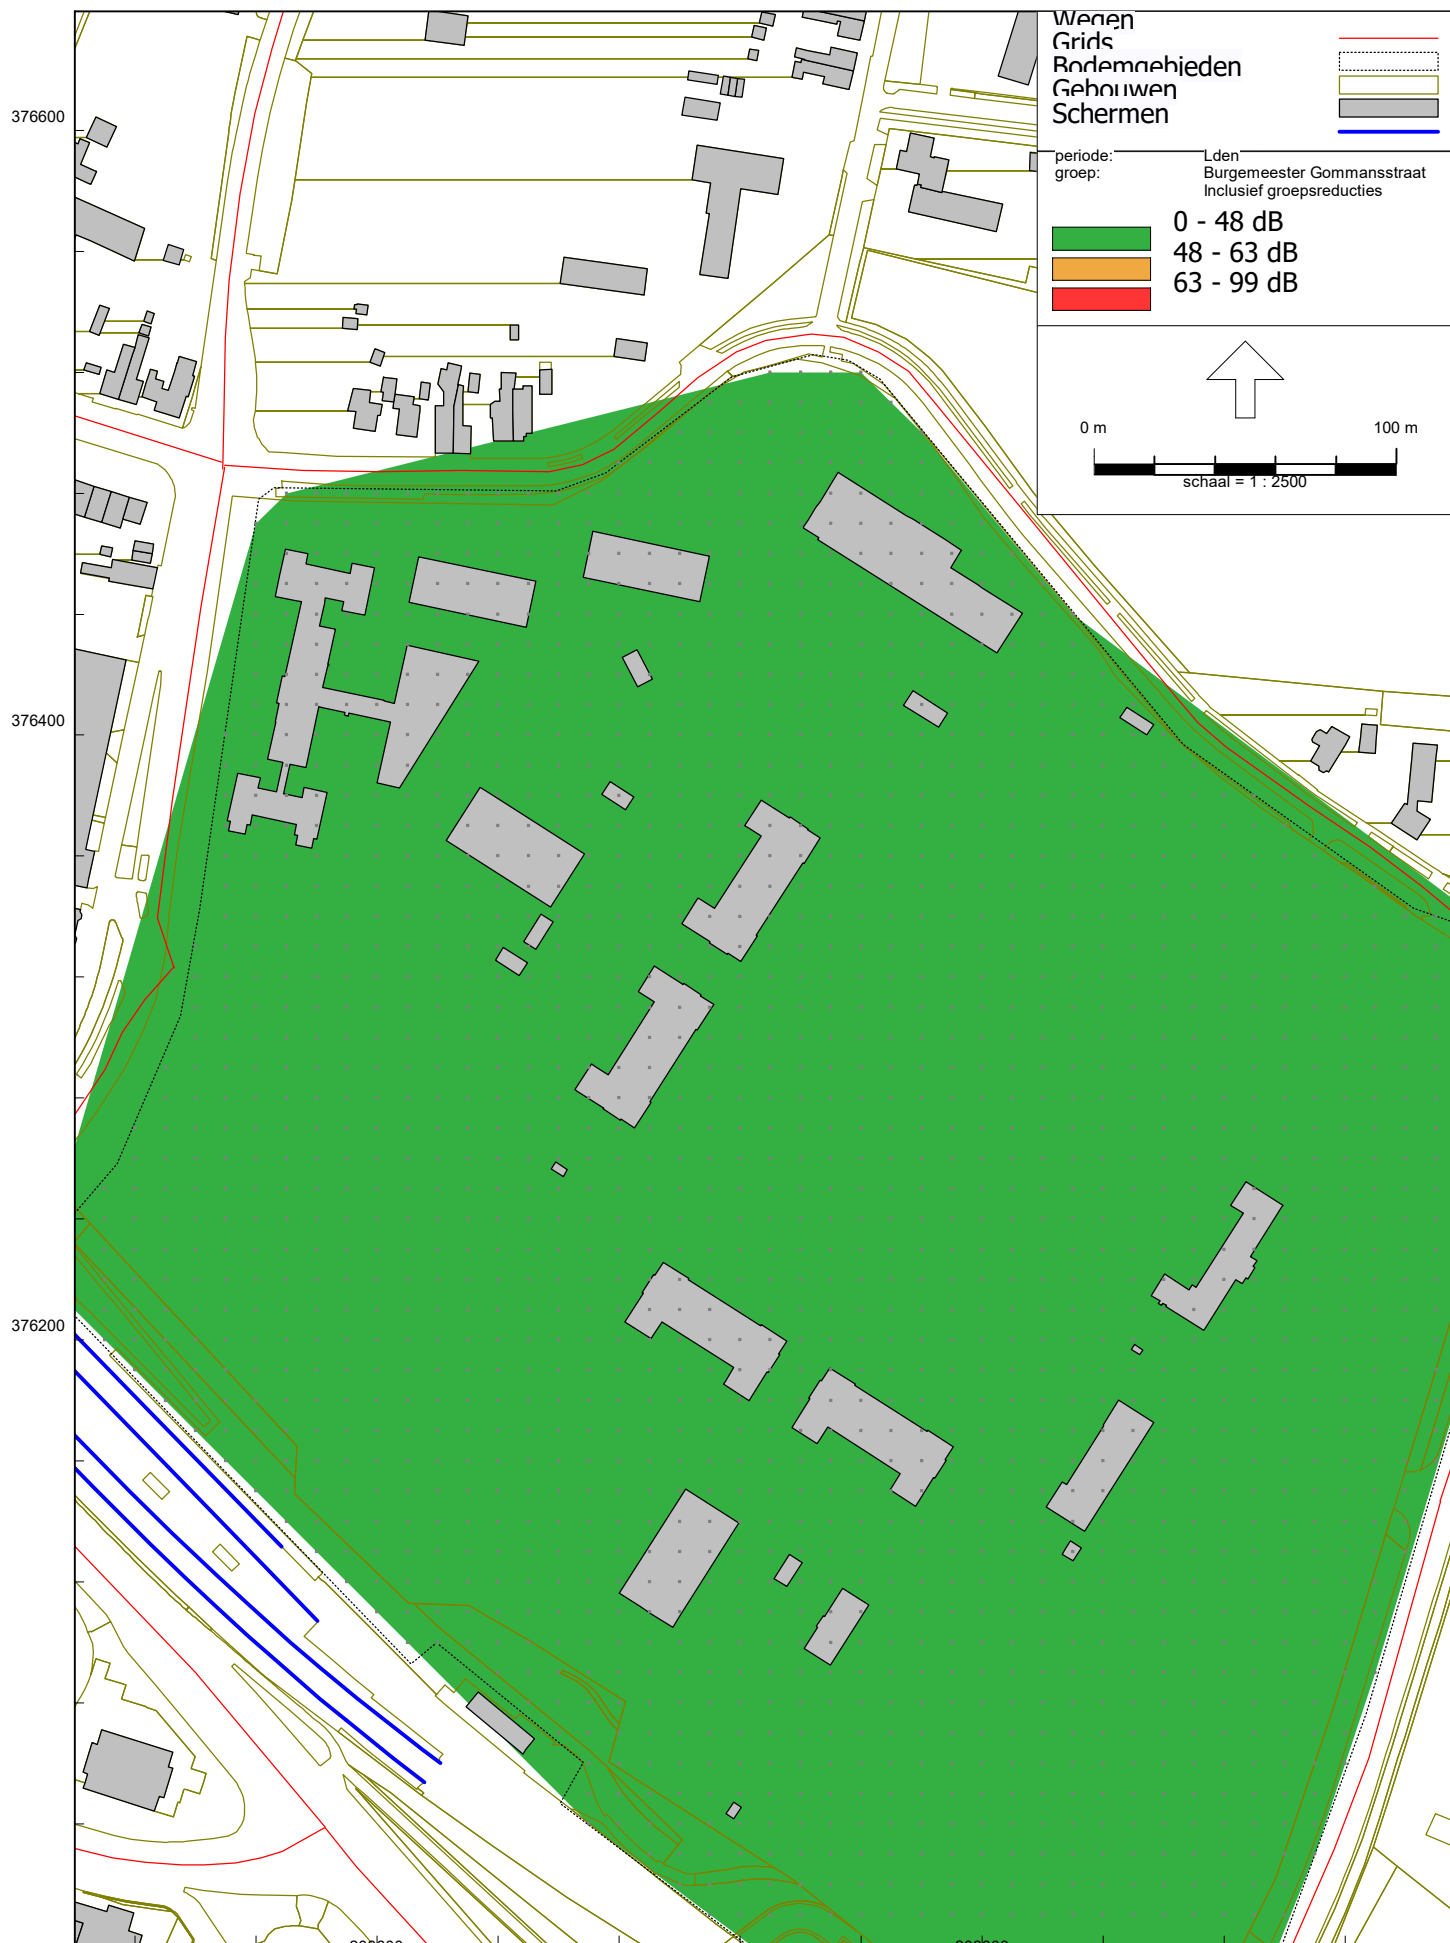 Wegen
Grids
Bodemgebieden
Gebouwen
Schermen
periode: Lden
groep: Burgemeester Gommansstraat
Inclusief groepsreducties
0 - 48 dB
48 - 63 dB
63 - 99 dB
0 m 100 m
schaal = 1 : 2500
376600
376400
376200